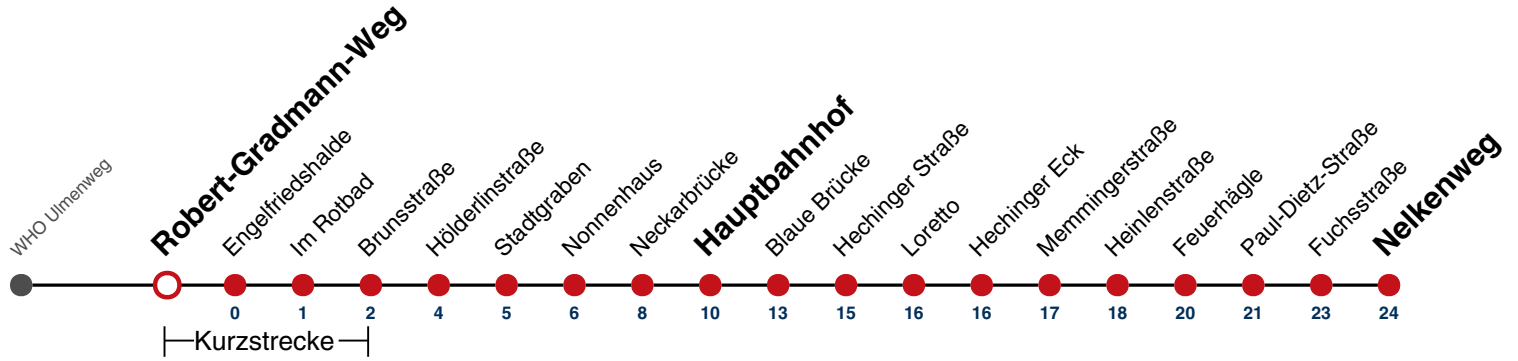 WHO Ulmenweg
Robert-Gradmann-Weg
Engelfriedshalde
Im Rotbad
Brunsstraße
Hölderlinstraße
Stadtgraben
Nonnenhaus
Neckarbrücke
Hauptbahnhof
Blaue Brücke
Hechinger Straße
Loretto
Hechinger Eck
Memmingerstraße
Heinlenstraße
Feuerhägle
Paul-Dietz-Straße
Fuchsstraße
Nelkenweg
0 1 2 4 5 6 8 10 13 15 16 16 17 18 20 21 23 24
Kurzstrecke